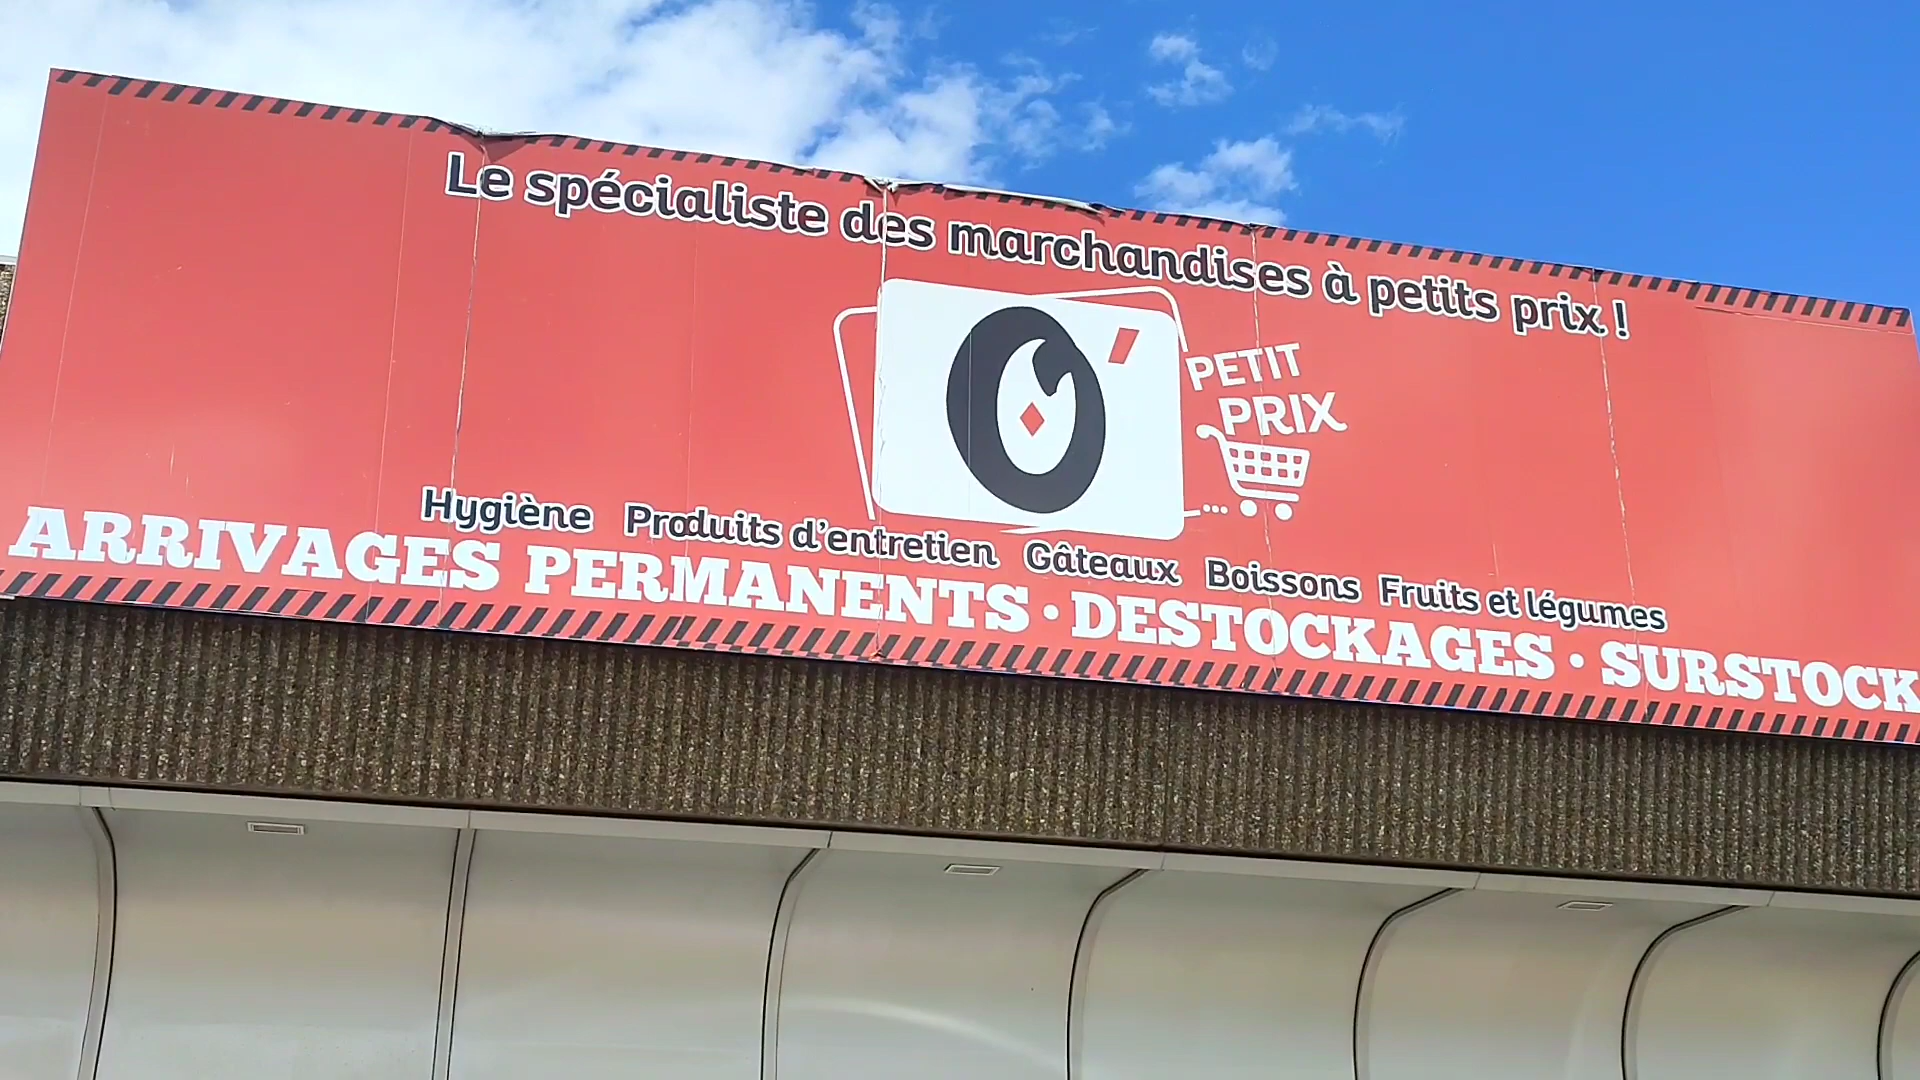 Le spécialiste des marchandises à petits prix !
O'
PETIT
PRIX
...
Hygiène Produits d'entretien Gâteaux Boissons Fruits et légumes
ARRIVAGES PERMANENTS • DESTOCKAGES • SURSTOCK